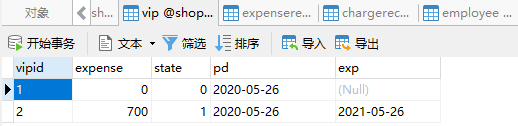 对象 sh... vip @shop... expensere... chargerec... employee ...
开始事务 文本 筛选 排序 导入 导出
vipid expense state pd exp
1 0 0 2020-05-26 (Null)
2 700 1 2020-05-26 2021-05-26